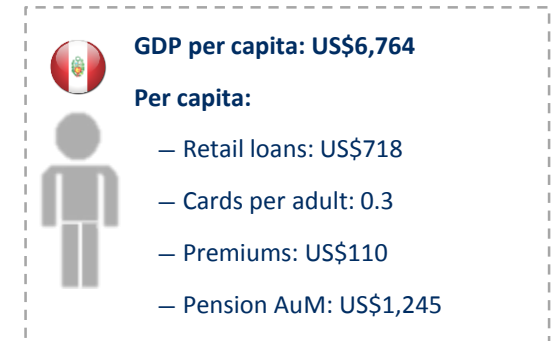 GDP per capita: US$6,764
Per capita:
— Retail loans: US$718
— Cards per adult: 0.3
— Premiums: US$110
— Pension AuM: US$1,245